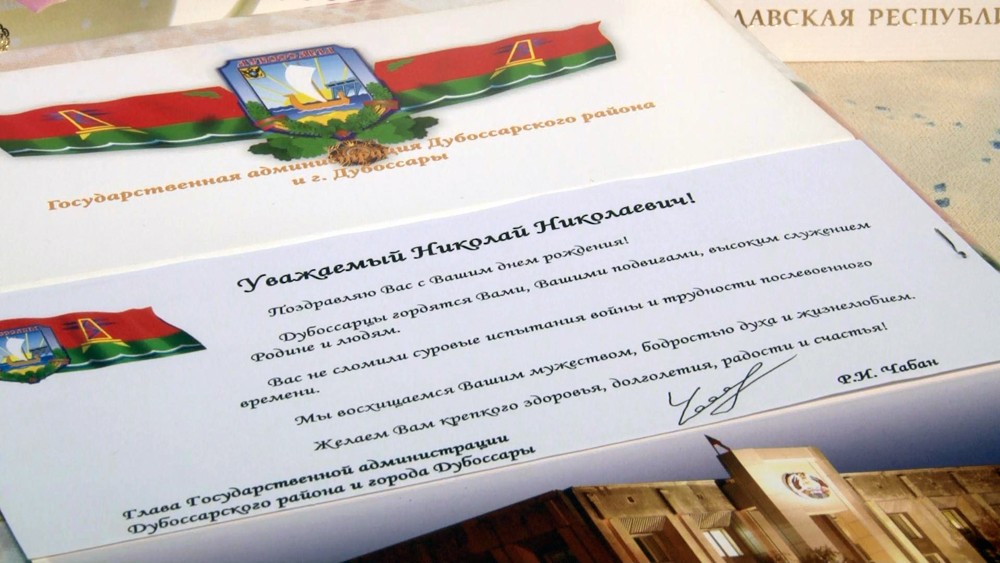 ЛАВСКАЯ РЕСПУБЛИ
ДУБОССАРЫ
Государственная администрация Дубоссарского района
и г. Дубоссары
Уважаемый Николай Николаевич!
Поздравляю Вас с Вашим днем рождения!
Дубоссарцы гордятся Вами, Вашими подвигами, высоким служением
Родине и людям.
Вас не сломили суровые испытания войны и трудности послевоенного
времени.
Мы восхищаемся Вашим мужеством, бодростью духа и жизнелюбием.
Желаем Вам крепкого здоровья, долголетия, радости и счастья!
Глава Государственной администрации
Дубоссарского района и города Дубоссары
Р.И. Чабан